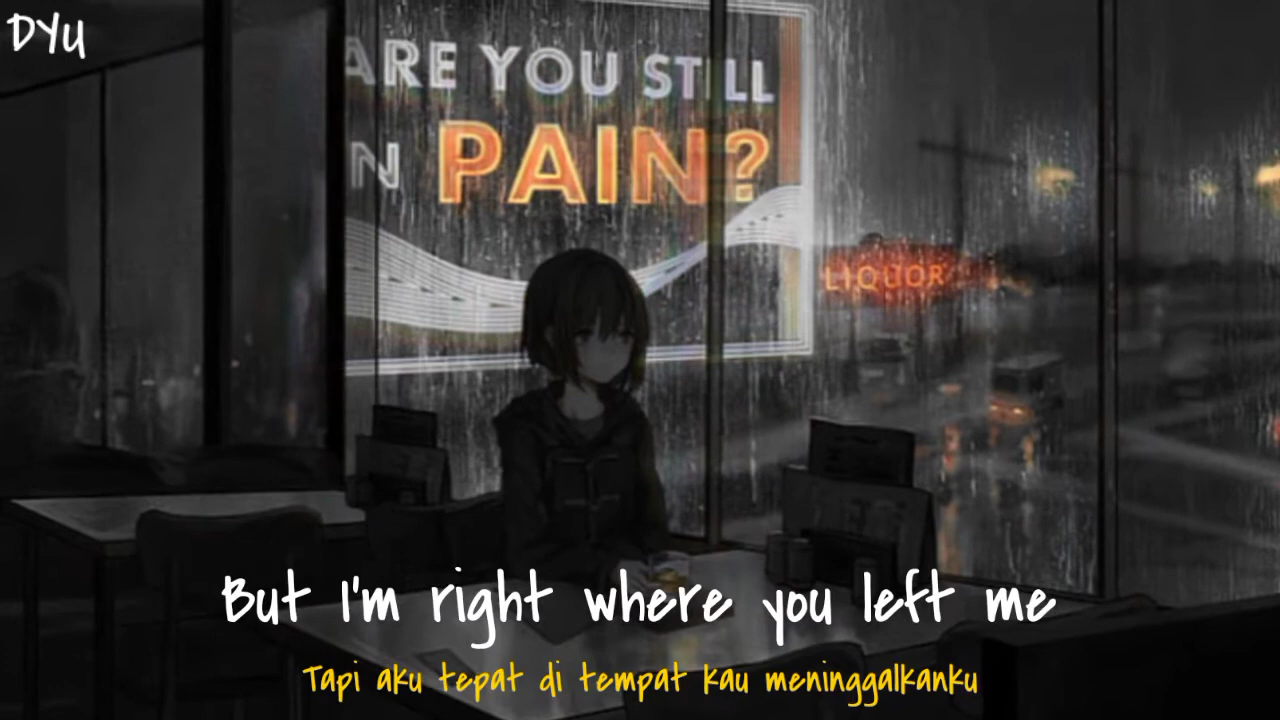 DYU
ARE YOU STILL
N PAIN?
LIQUOR
But I'm right where you left me
Tapi aku tepat di tempat kau meninggalkanku